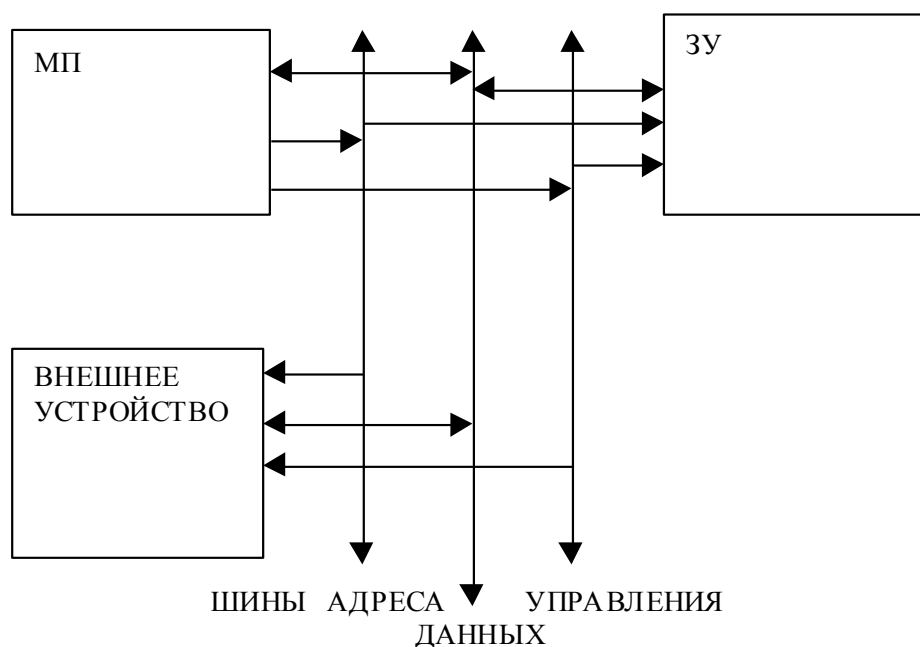 МП
ЗУ
ВНЕШНЕЕ
УСТРОЙСТВО
ШИНЫ АДРЕСА УПРАВЛЕНИЯ
ДАННЫХ